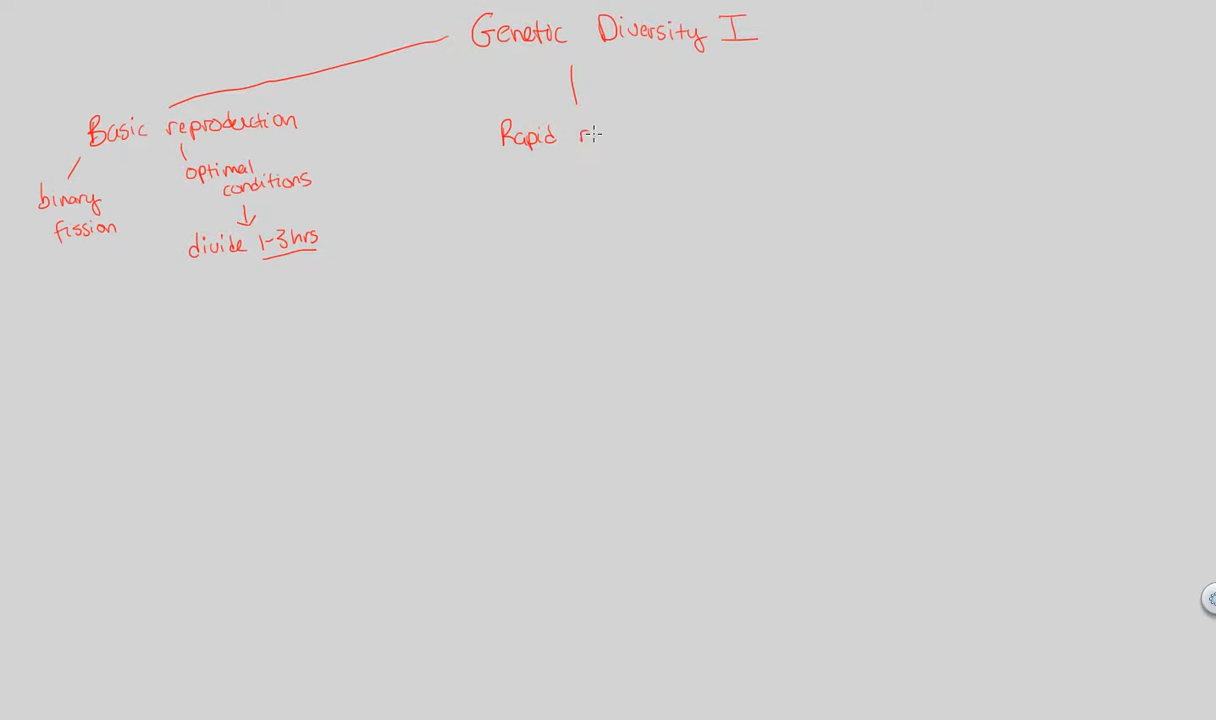 Genetic Diversity I
Basic reproduction
Rapid r
binary
fission
optimal
conditions
↓
divide 1-3hrs